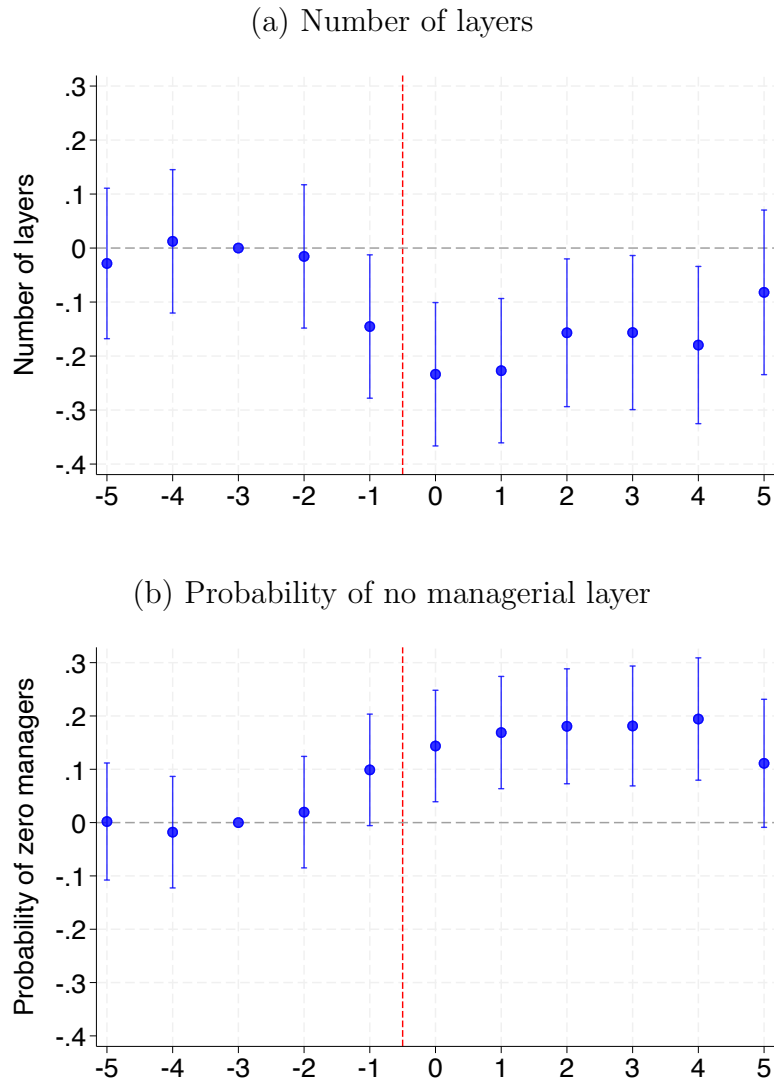 (a) Number of layers
Number of layers
.3
.2
.1
0
-.1
-.2
-.3
-.4
-5 -4 -3 -2 -1 0 1 2 3 4 5
(b) Probability of no managerial layer
Probability of zero managers
.3
.2
.1
0
-.1
-.2
-.3
-.4
-5 -4 -3 -2 -1 0 1 2 3 4 5